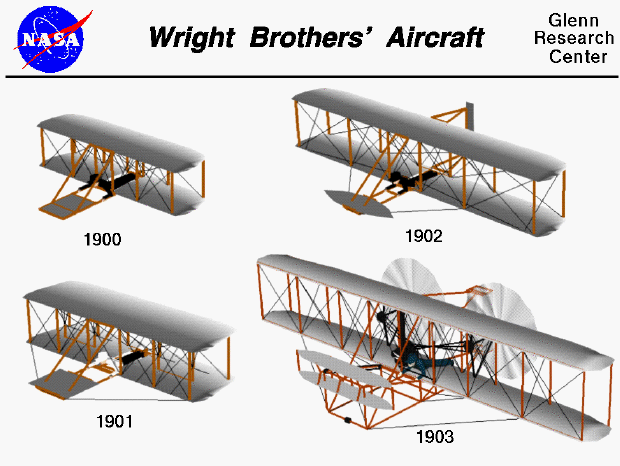 NASA
Wright Brothers' Aircraft
Glenn
Research
Center
1900
1902
1901
1903